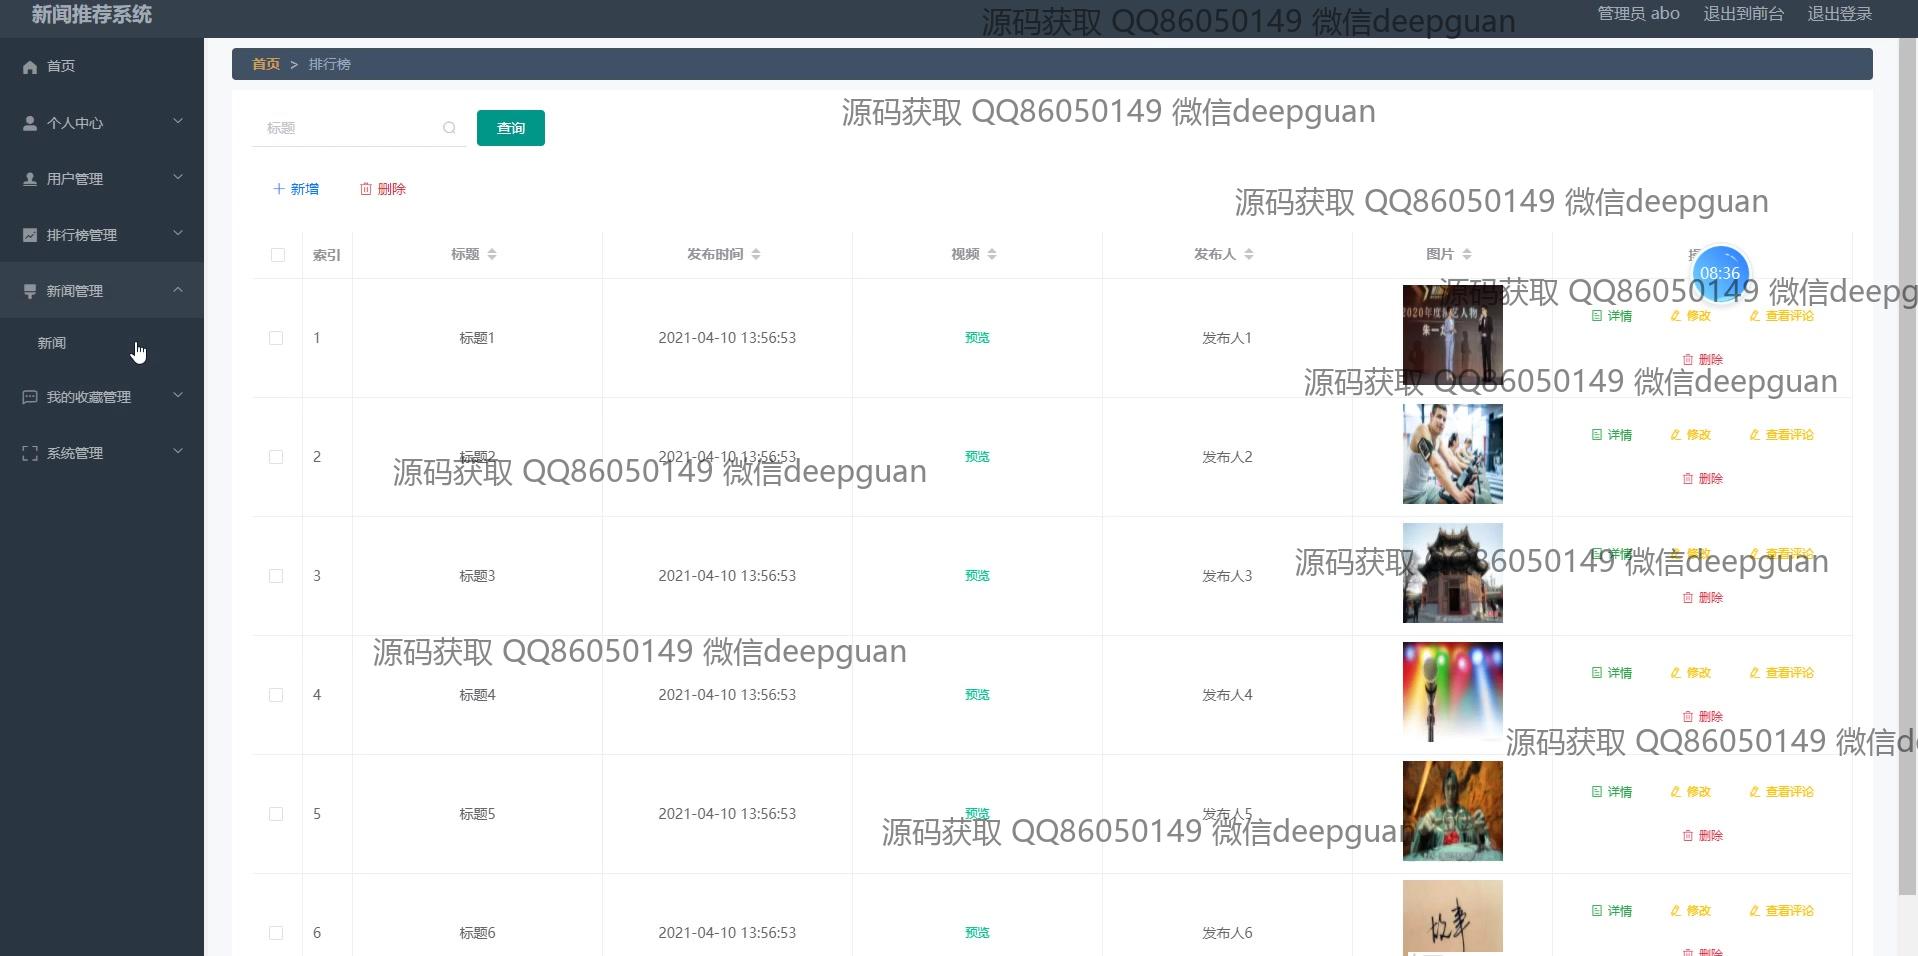 新闻推荐系统
源码获取 QQ86050149 微信deepguan
管理员 abo 退出到前台 退出登录
首页
个人中心
用户管理
排行榜管理
新闻管理
新闻
我的收藏管理
系统管理
首页 > 排行榜
源码获取 QQ86050149 微信deepguan
标题 查询
新增 删除
源码获取 QQ86050149 微信deepguan
索引 标题 发布时间 视频 发布人 图片
08:36
源码获取 QQ86050149 微信deepg
1 标题1 2021-04-10 13:56:53 预览 发布人1 详情 修改 查看评论
删除
源码获取 QQ86050149 微信deepguan
2 标题2 2021-04-10 13:56:53 预览 发布人2 详情 修改 查看评论
删除
源码获取 QQ86050149 微信deepguan
3 标题3 2021-04-10 13:56:53 预览 发布人3 详情 修改 查看评论
删除
源码获取 QQ86050149 微信deepguan
源码获取 QQ86050149 微信deepguan
4 标题4 2021-04-10 13:56:53 预览 发布人4 详情 修改 查看评论
删除
源码获取 QQ86050149 微信d
5 标题5 2021-04-10 13:56:53 预览 发布人5 详情 修改 查看评论
删除
源码获取 QQ86050149 微信deepguan
6 标题6 2021-04-10 13:56:53 预览 发布人6 详情 修改 查看评论
故事
删除